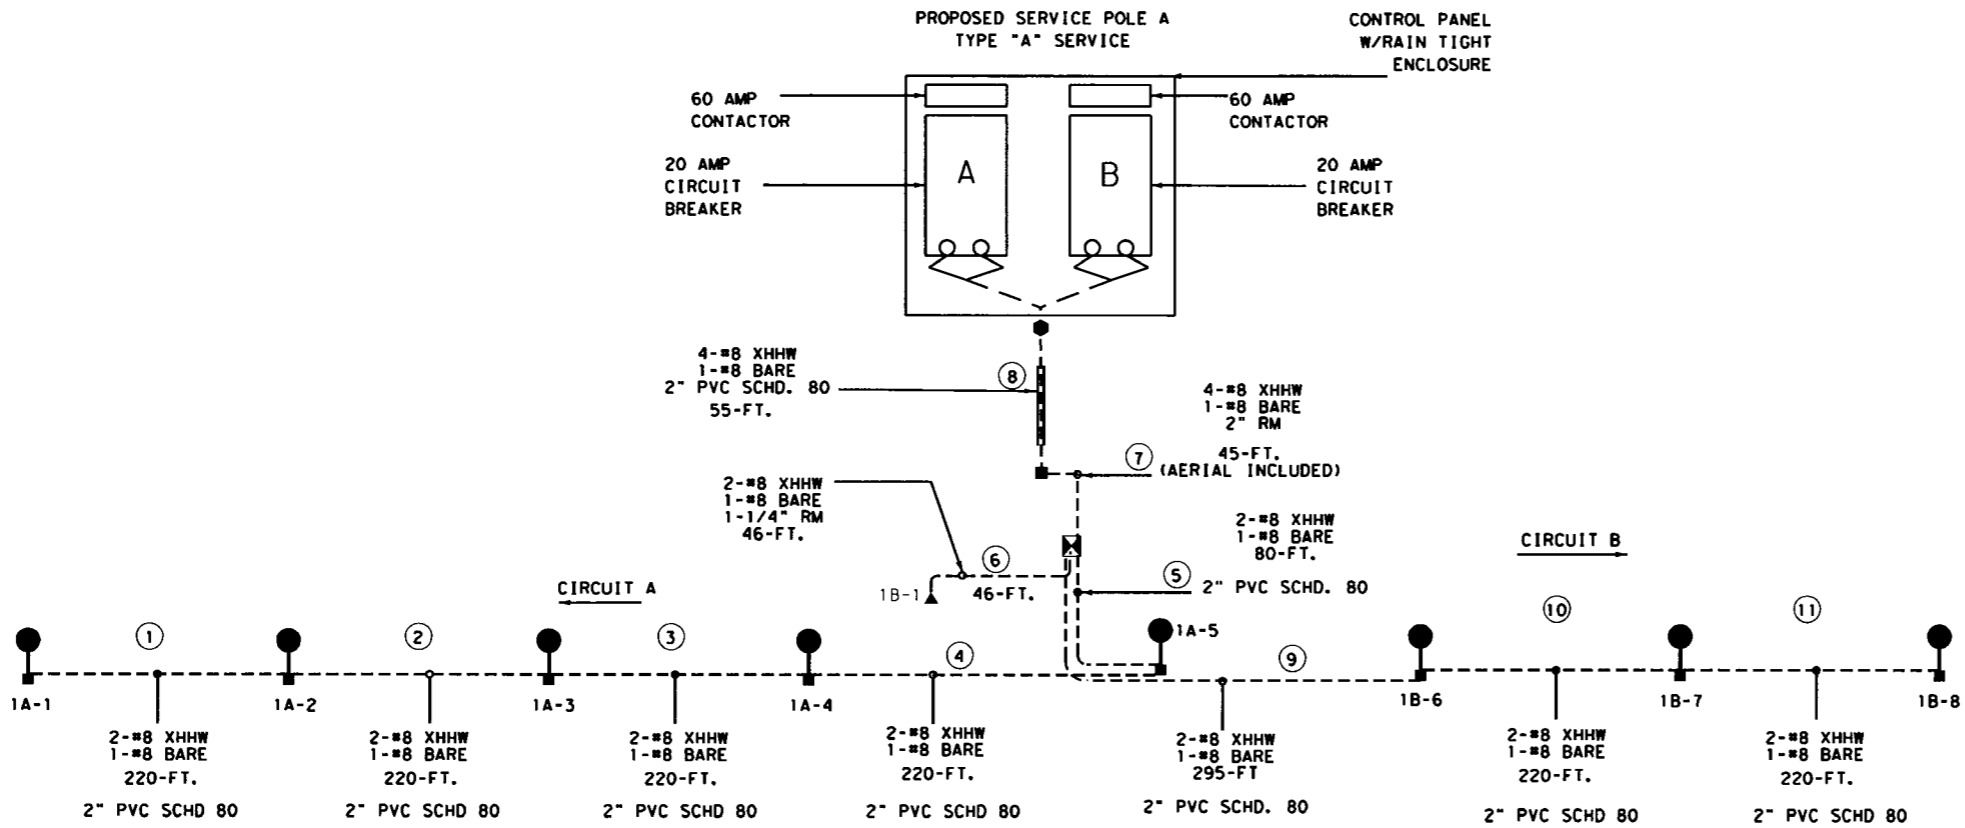 PROPOSED SERVICE POLE A
TYPE "A" SERVICE
CONTROL PANEL
W/RAIN TIGHT
ENCLOSURE
60 AMP
CONTACTOR
60 AMP
CONTACTOR
20 AMP
CIRCUIT
BREAKER
A
B
20 AMP
CIRCUIT
BREAKER
4-#8 XHHW
1-#8 BARE
2" PVC SCHD. 80
55-FT.
8
4-#8 XHHW
1-#8 BARE
2" RM
45-FT.
(AERIAL INCLUDED)
7
2-#8 XHHW
1-#8 BARE
1-1/4" RM
46-FT.
6
46-FT.
1B-1
2-#8 XHHW
1-#8 BARE
80-FT.
5
2" PVC SCHD. 80
CIRCUIT A
CIRCUIT B
1
2
3
4
1A-5
9
10
11
1A-1
1A-2
1A-3
1A-4
1B-6
1B-7
1B-8
2-#8 XHHW
1-#8 BARE
220-FT.
2" PVC SCHD 80
2-#8 XHHW
1-#8 BARE
220-FT.
2" PVC SCHD 80
2-#8 XHHW
1-#8 BARE
220-FT.
2" PVC SCHD 80
2-#8 XHHW
1-#8 BARE
220-FT.
2" PVC SCHD 80
2-#8 XHHW
1-#8 BARE
295-FT
2" PVC SCHD. 80
2-#8 XHHW
1-#8 BARE
220-FT.
2" PVC SCHD 80
2-#8 XHHW
1-#8 BARE
220-FT.
2" PVC SCHD 80